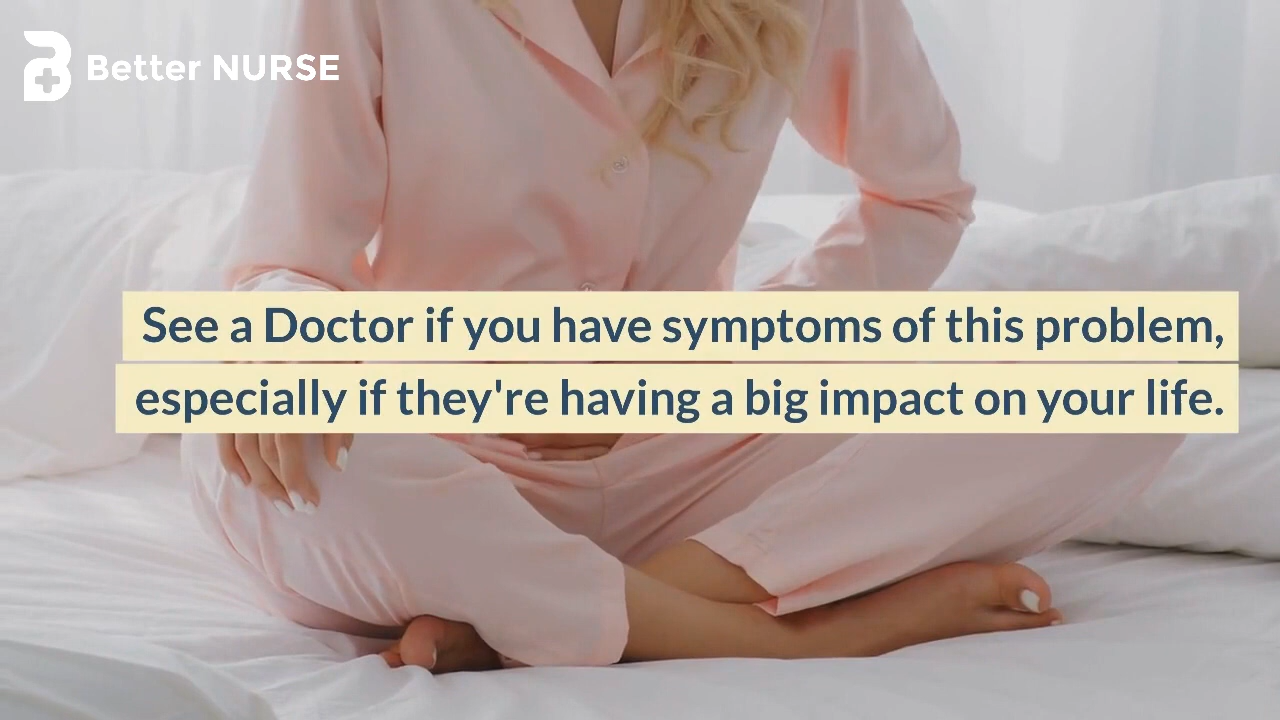 Better NURSE
See a Doctor if you have symptoms of this problem,
especially if they're having a big impact on your life.